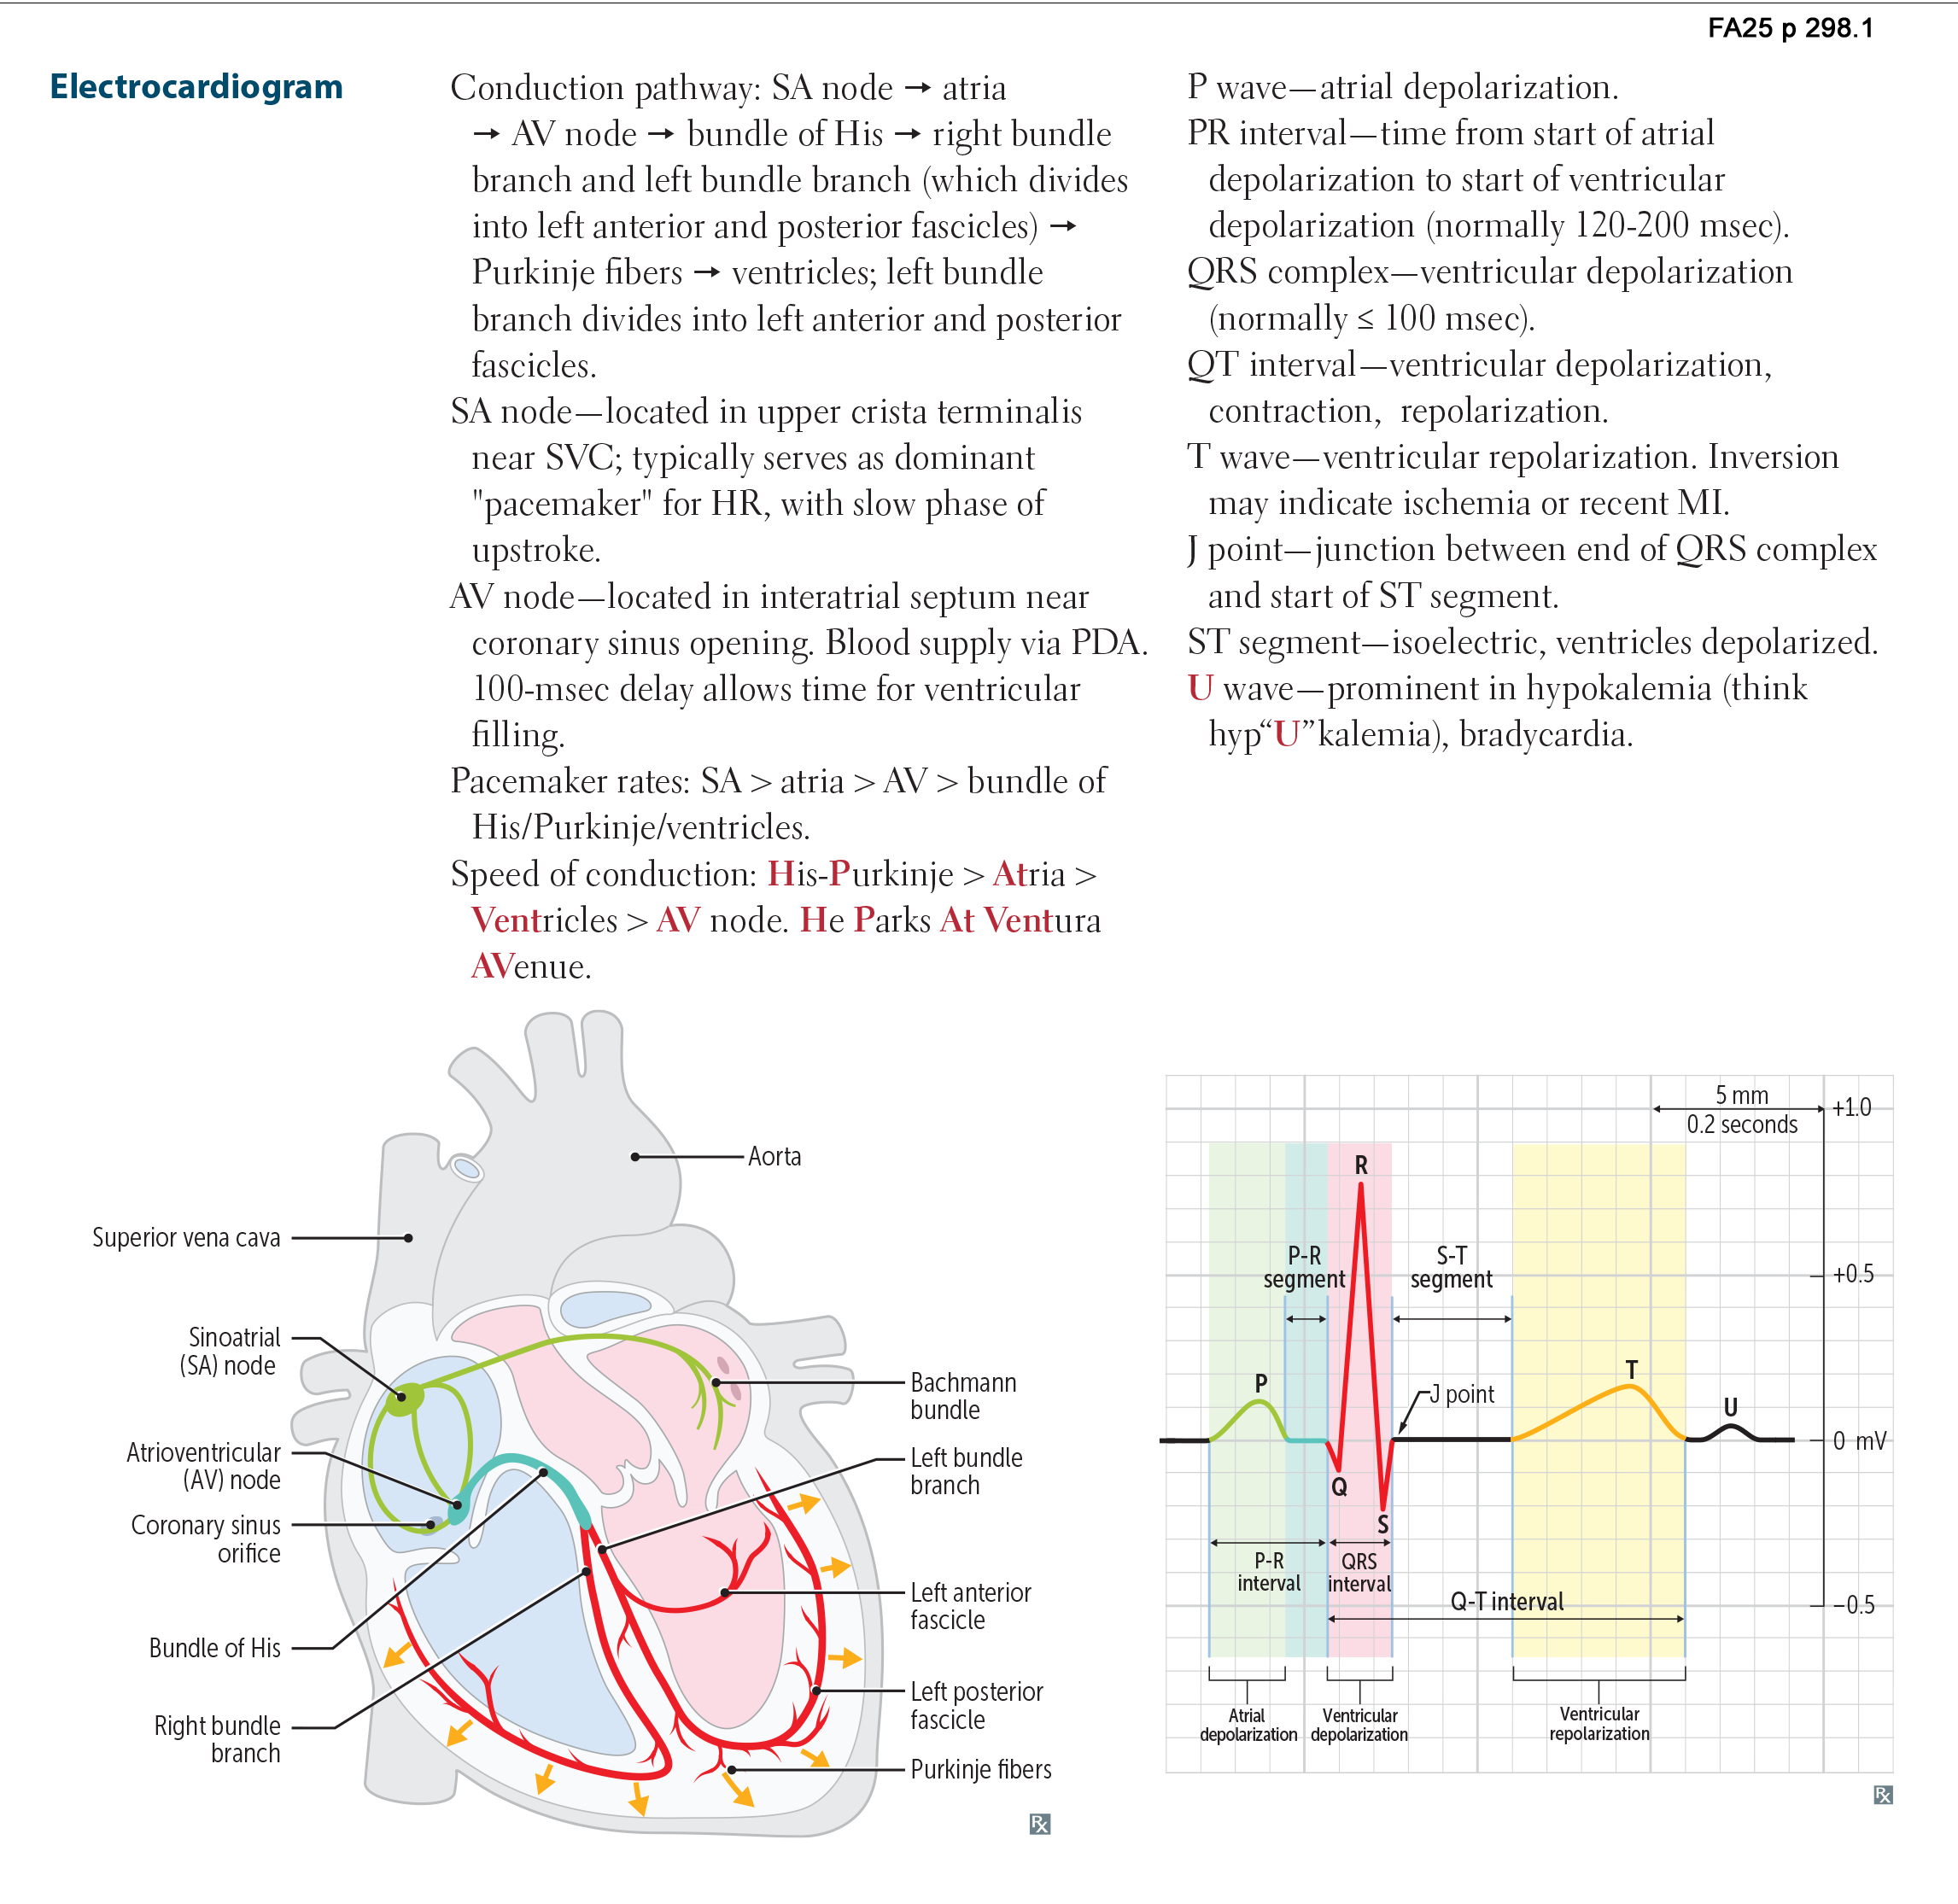 FA25 p 298.1
Electrocardiogram
Conduction pathway: SA node → atria
→ AV node → bundle of His → right bundle
branch and left bundle branch (which divides
into left anterior and posterior fascicles) →
Purkinje fibers → ventricles; left bundle
branch divides into left anterior and posterior
fascicles.
SA node—located in upper crista terminalis
near SVC; typically serves as dominant
"pacemaker" for HR, with slow phase of
upstroke.
AV node—located in interatrial septum near
coronary sinus opening. Blood supply via PDA.
100-msec delay allows time for ventricular
filling.
Pacemaker rates: SA > atria > AV > bundle of
His/Purkinje/ventricles.
Speed of conduction: His-Purkinje > Atria >
Ventricles > AV node. He Parks At Ventura
AVenue.
P wave—atrial depolarization.
PR interval—time from start of atrial
depolarization to start of ventricular
depolarization (normally 120-200 msec).
QRS complex—ventricular depolarization
(normally ≤ 100 msec).
QT interval—ventricular depolarization,
contraction, repolarization.
T wave—ventricular repolarization. Inversion
may indicate ischemia or recent MI.
J point—junction between end of QRS complex
and start of ST segment.
ST segment—isoelectric, ventricles depolarized.
U wave—prominent in hypokalemia (think
hyp“U”kalemia), bradycardia.
Aorta
Superior vena cava
Sinoatrial
(SA) node
Atrioventricular
(AV) node
Coronary sinus
orifice
Bundle of His
Right bundle
branch
Bachmann
bundle
Left bundle
branch
Left anterior
fascicle
Left posterior
fascicle
Purkinje fibers
Rx
5 mm
0.2 seconds
+1.0
+0.5
0 mV
–0.5
R
P-R
segment
S-T
segment
P
J point
T
U
Q
S
P-R
interval
QRS
interval
Q-T interval
Atrial
depolarization
Ventricular
depolarization
Ventricular
repolarization
Rx